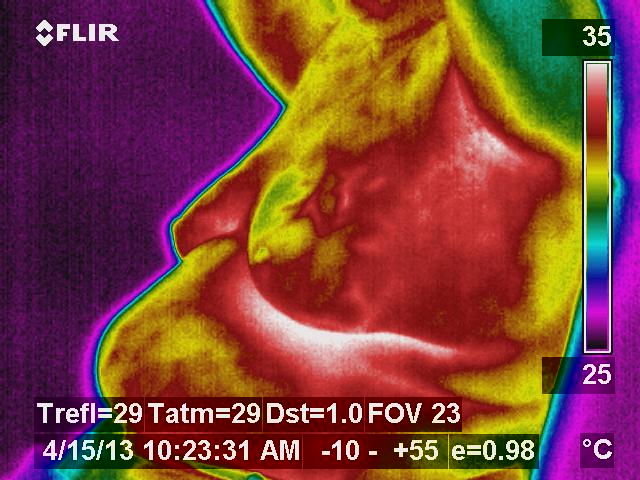 FLIR
35
25
Trefl=29 Tatm=29 Dst=1.0 FOV 23
4/15/13 10:23:31 AM -10 - +55 e=0.98 °C